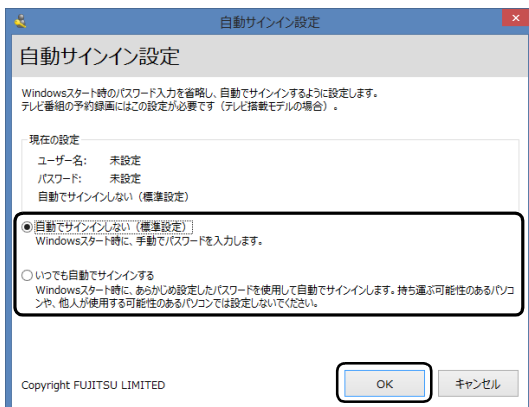 自動サインイン設定
自動サインイン設定
Windowsスタート時のパスワード入力を省略し、自動でサインインするように設定します。
テレビ番組の予約録画にはこの設定が必要です（テレビ搭載モデルの場合）。
現在の設定
ユーザー名: 未設定
パスワード: 未設定
自動でサインインしない（標準設定）
自動でサインインしない（標準設定）
Windowsスタート時に、手動でパスワードを入力します。
いつでも自動でサインインする
Windowsスタート時に、あらかじめ設定したパスワードを使用して自動でサインインします。持ち運ぶ可能性のあるパソコ
ンや、他人が使用する可能性のあるパソコンでは設定しないでください。
Copyright FUJITSU LIMITED
OK
キャンセル